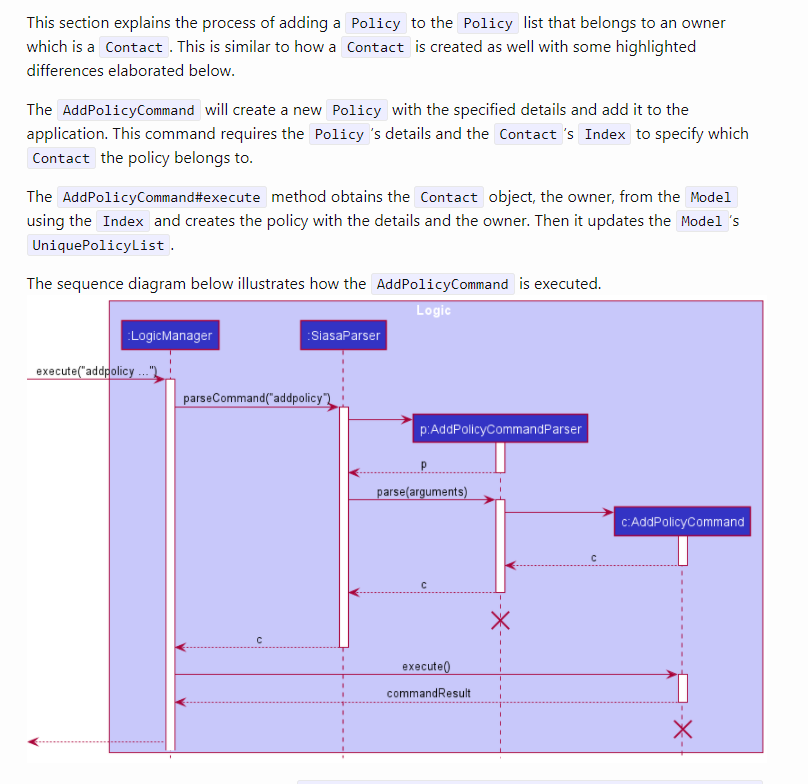 This section explains the process of adding a Policy to the Policy list that belongs to an owner
which is a Contact . This is similar to how a Contact is created as well with some highlighted
differences elaborated below.
The AddPolicyCommand will create a new Policy with the specified details and add it to the
application. This command requires the Policy 's details and the Contact 's Index to specify which
Contact the policy belongs to.
The AddPolicyCommand#execute method obtains the Contact object, the owner, from the Model
using the Index and creates the policy with the details and the owner. Then it updates the Model 's
UniquePolicyList .
The sequence diagram below illustrates how the AddPolicyCommand is executed.
Logic
:LogicManager
:SiasaParser
execute("addpolicy ...")
parseCommand("addpolicy")
p:AddPolicyCommandParser
p
parse(arguments)
c:AddPolicyCommand
c
c
c
execute()
commandResult